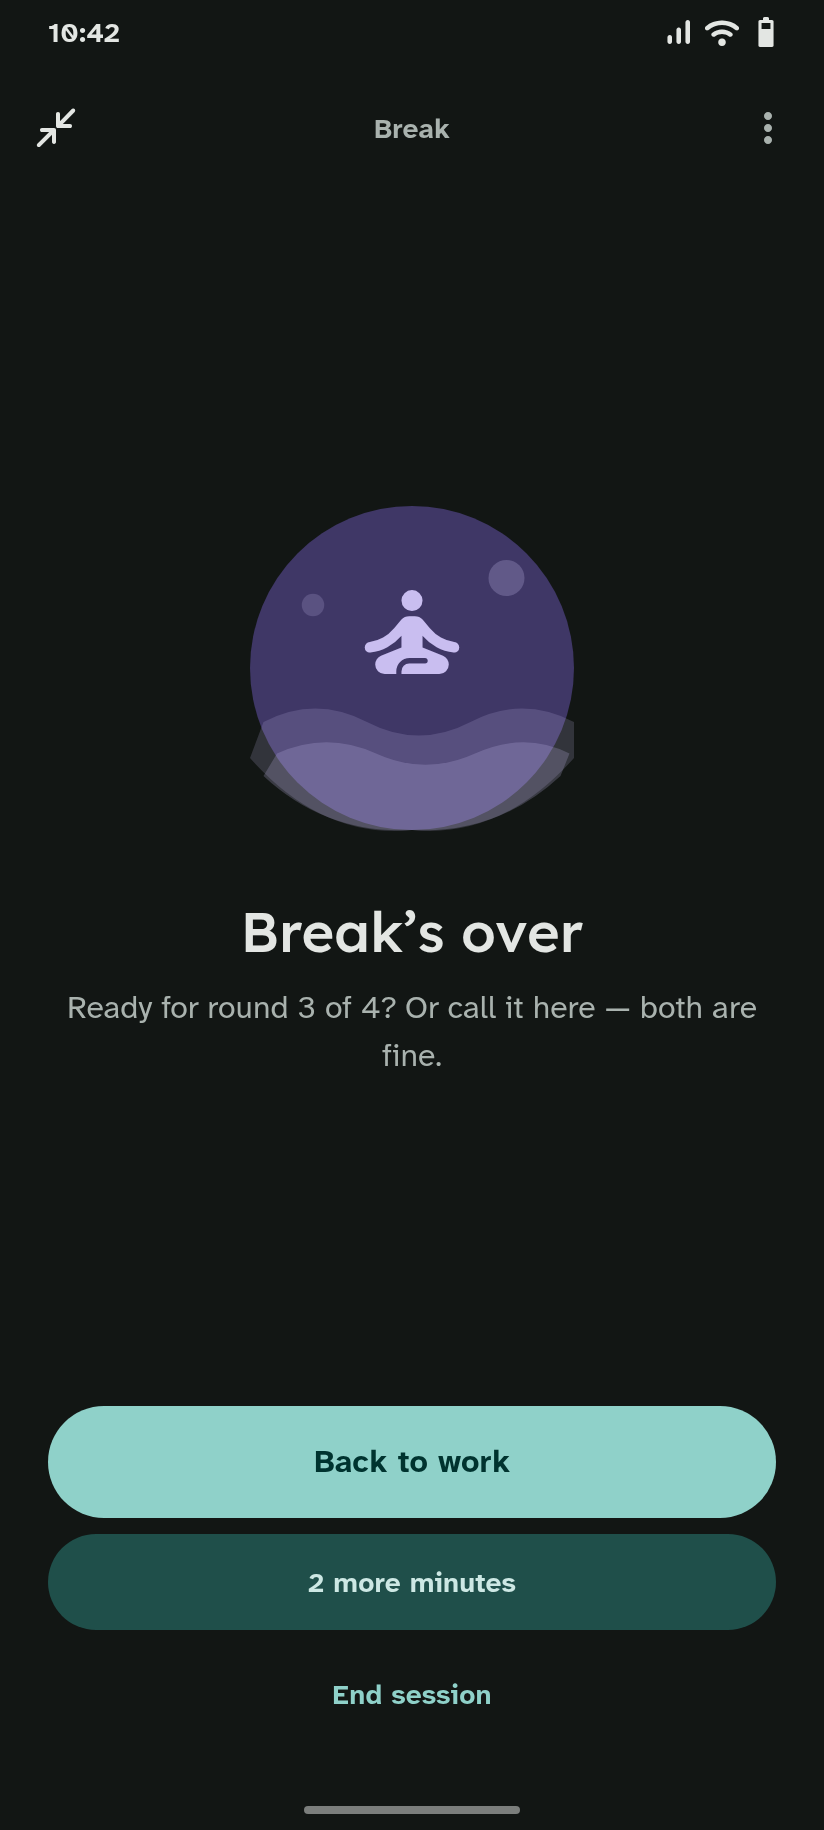 10:42
Break
Break’s over
Ready for round 3 of 4? Or call it here — both are
fine.
Back to work
2 more minutes
End session